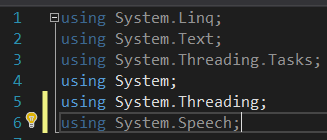 1 using System.Linq;
2 using System.Text;
3 using System.Threading.Tasks;
4 using System;
5 using System.Threading;
6 using System.Speech;